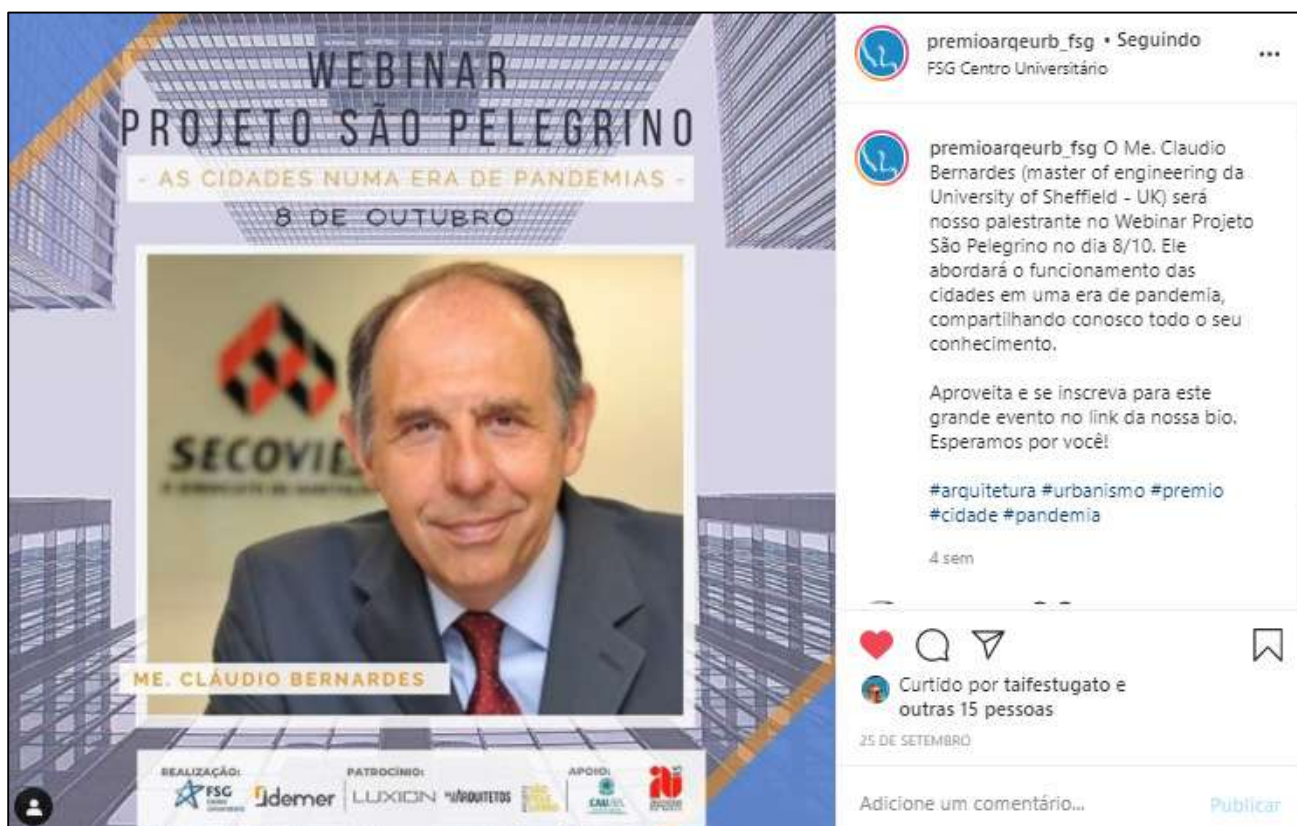 WEBINAR
PROJETO SÃO PELEGRINO
- AS CIDADES NUMA ERA DE PANDEMIAS -
8 DE OUTUBRO
SECOVI
ME. CLÁUDIO BERNARDES
REALIZAÇÃO:
PATROCÍNIO:
APOIO:
FSG
idemer
LUXION
ARQUITETOS
CAU/RS
premioarqeurb_fsg • Seguindo
FSG Centro Universitário
premioarqeurb_fsg O Me. Claudio
Bernardes (master of engineering da
University of Sheffield - UK) será
nosso palestrante no Webinar Projeto
São Pelegrino no dia 8/10. Ele
abordará o funcionamento das
cidades em uma era de pandemia,
compartilhando conosco todo o seu
conhecimento.
Aproveita e se inscreva para este
grande evento no link da nossa bio.
Esperamos por você!
#arquitetura #urbanismo #premio
#cidade #pandemia
4 sem
Curtido por taifestugato e
outras 15 pessoas
25 DE SETEMBRO
Adicione um comentário...
Publicar